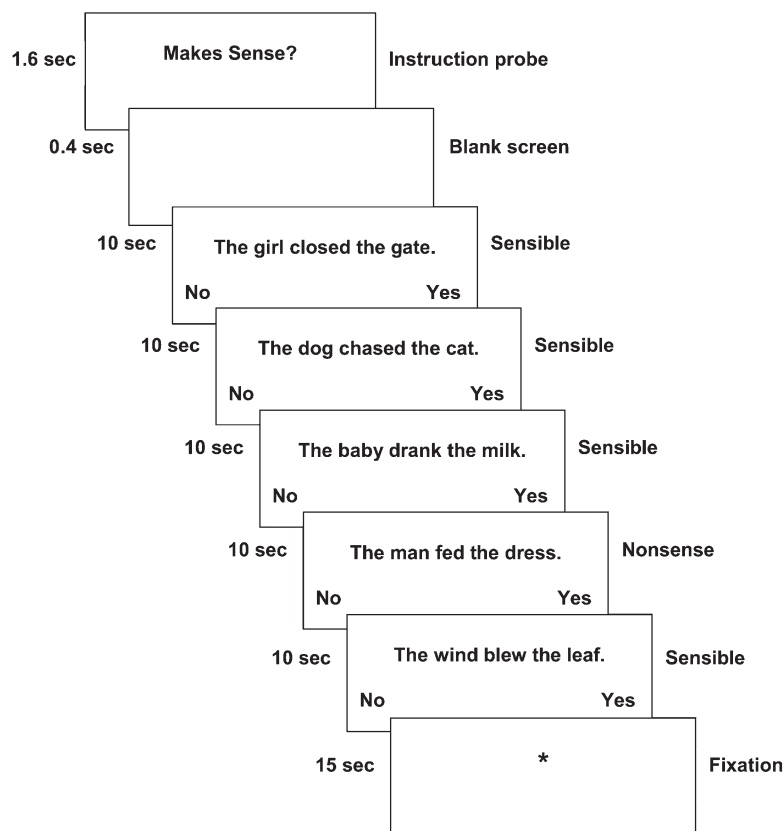 Makes Sense?
1.6 sec
Instruction probe
0.4 sec
Blank screen
10 sec
The girl closed the gate.
Sensible
No
Yes
10 sec
The dog chased the cat.
Sensible
No
Yes
10 sec
The baby drank the milk.
Sensible
No
Yes
10 sec
The man fed the dress.
Nonsense
No
Yes
10 sec
The wind blew the leaf.
Sensible
No
Yes
15 sec
*
Fixation